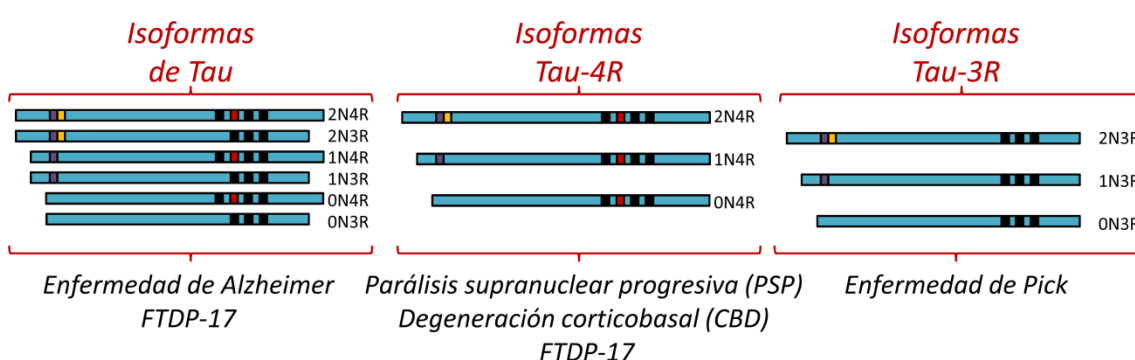 Isoformas
de Tau
2N4R
2N3R
1N4R
1N3R
0N4R
0N3R
Enfermedad de Alzheimer
FTDP-17
Isoformas
Tau-4R
2N4R
1N4R
0N4R
Parálisis supranuclear progresiva (PSP)
Degeneración corticobasal (CBD)
FTDP-17
Isoformas
Tau-3R
2N3R
1N3R
0N3R
Enfermedad de Pick